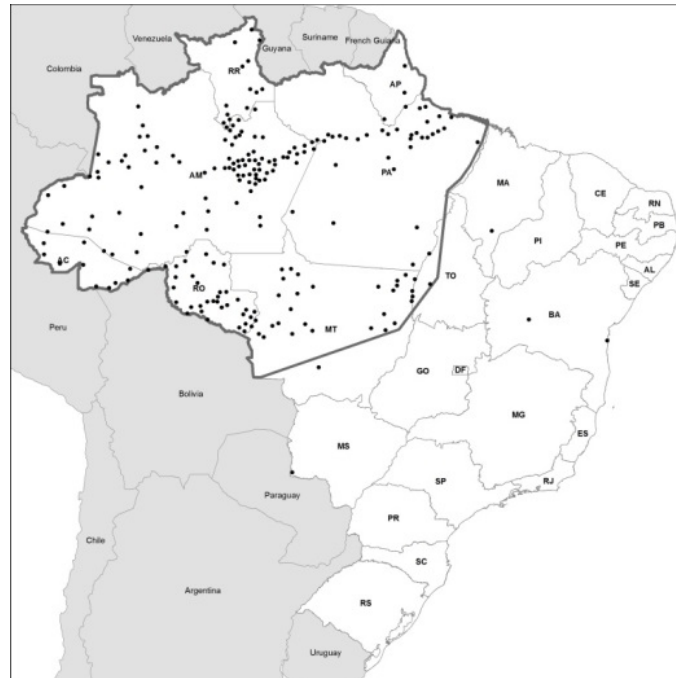 Venezuela
Suriname
Guyana
French Guiana
Colombia
RR
AP
AM
PA
MA
CE
RN
PB
PI
PE
AL
SE
AC
RO
TO
BA
Peru
MT
GO
DF
Bolivia
MG
MS
ES
SP
RJ
Paraguay
PR
Chile
SC
Argentina
RS
Uruguay